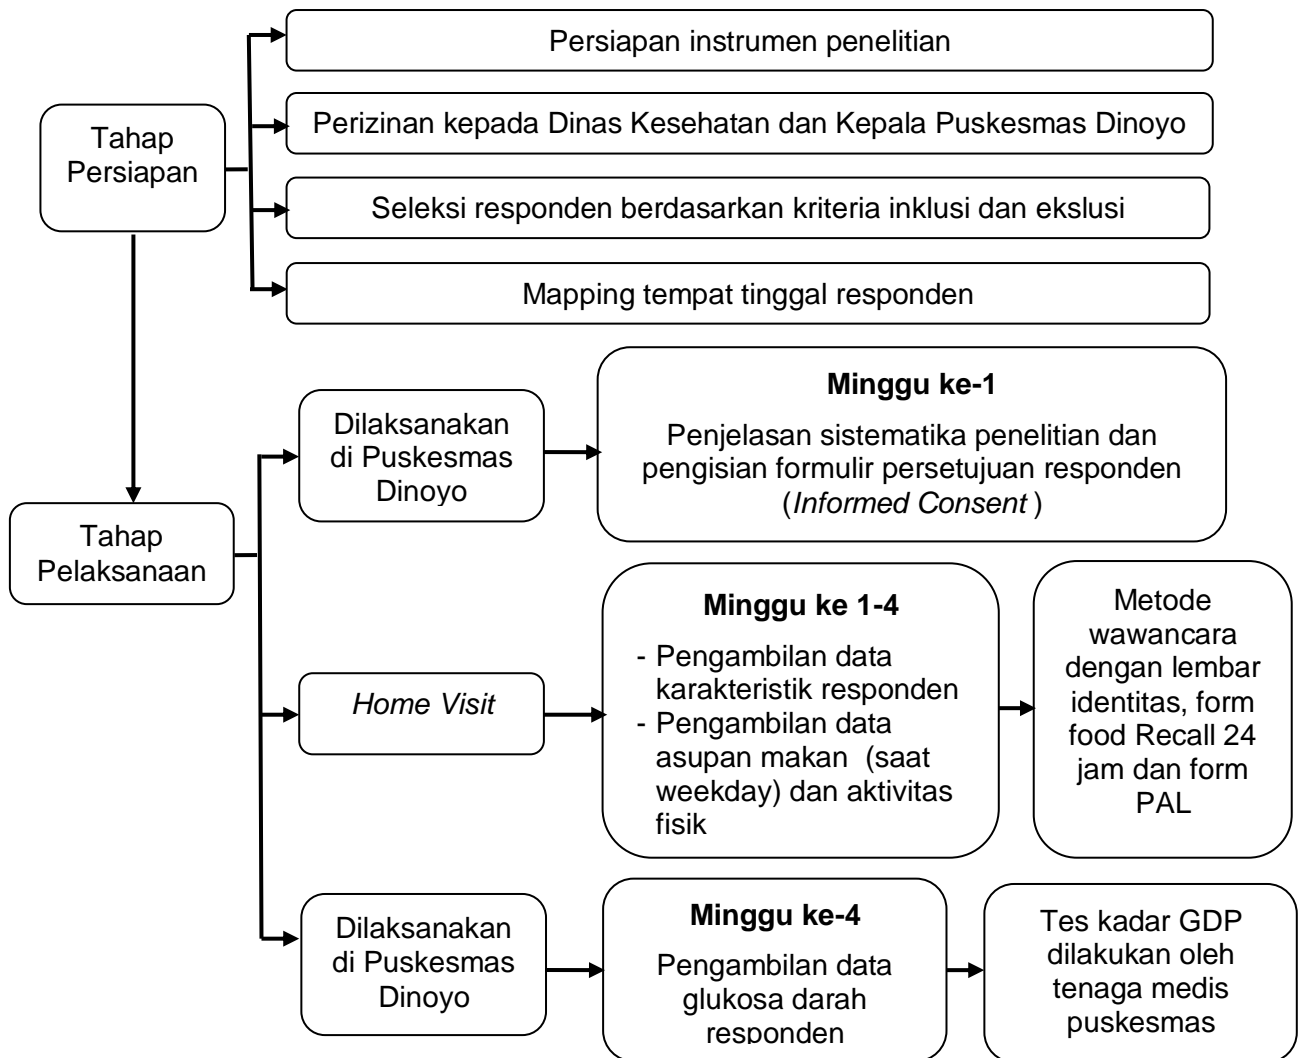 Persiapan instrumen penelitian
Tahap
Persiapan
Perizinan kepada Dinas Kesehatan dan Kepala Puskesmas Dinoyo
Seleksi responden berdasarkan kriteria inklusi dan ekslusi
Mapping tempat tinggal responden
Tahap
Pelaksanaan
Dilaksanakan
di Puskesmas
Dinoyo
Minggu ke-1
Penjelasan sistematika penelitian dan
pengisian formulir persetujuan responden
(Informed Consent )
Home Visit
Minggu ke 1-4
- Pengambilan data
karakteristik responden
- Pengambilan data
asupan makan (saat
weekday) dan aktivitas
fisik
Metode
wawancara
dengan lembar
identitas, form
food Recall 24
jam dan form
PAL
Dilaksanakan
di Puskesmas
Dinoyo
Minggu ke-4
Pengambilan data
glukosa darah
responden
Tes kadar GDP
dilakukan oleh
tenaga medis
puskesmas